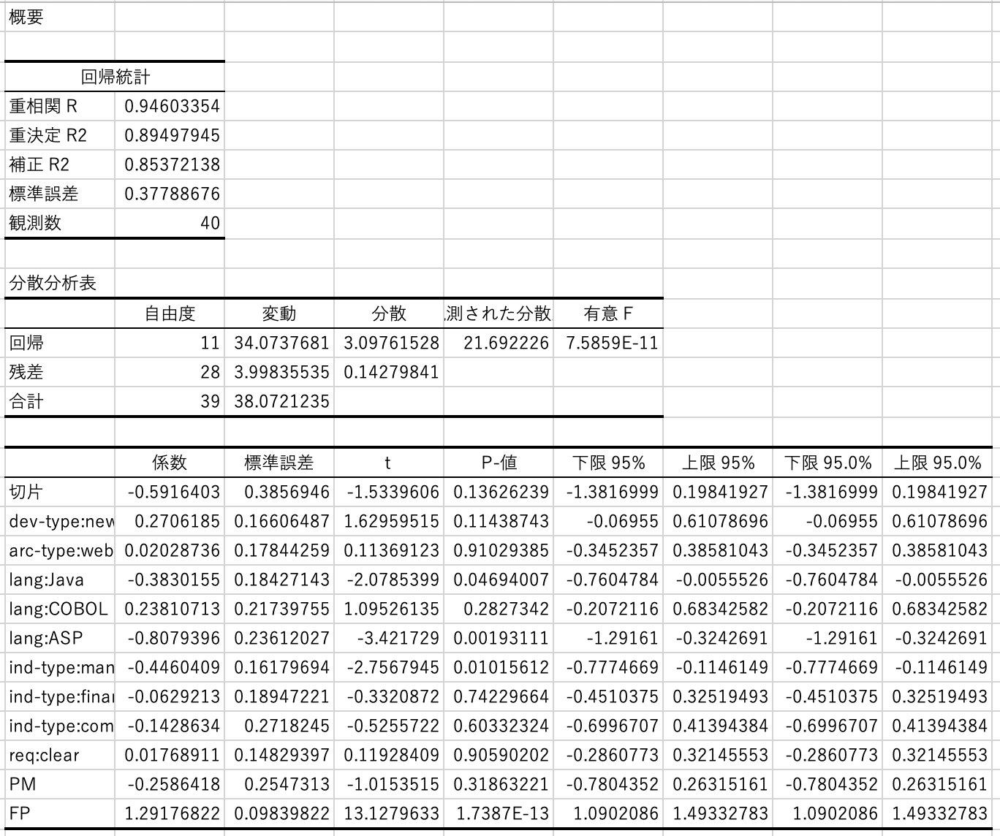 概要
回帰統計
重相関 R 0.94603354
重決定 R2 0.89497945
補正 R2 0.85372138
標準誤差 0.37788676
観測数 40
分散分析表
自由度 変動 分散 測された分散 有意 F
回帰 11 34.0737681 3.09761528 21.692226 7.5859E-11
残差 28 3.99835535 0.14279841
合計 39 38.0721235
係数 標準誤差 t P-値 下限 95% 上限 95% 下限 95.0% 上限 95.0%
切片 -0.5916403 0.3856946 -1.5339606 0.13626239 -1.3816999 0.19841927 -1.3816999 0.19841927
dev-type:new 0.2706185 0.16606487 1.62959515 0.11438743 -0.06955 0.61078696 -0.06955 0.61078696
arc-type:web 0.02028736 0.17844259 0.11369123 0.91029385 -0.3452357 0.38581043 -0.3452357 0.38581043
lang:Java -0.3830155 0.18427143 -2.0785399 0.04694007 -0.7604784 -0.0055526 -0.7604784 -0.0055526
lang:COBOL 0.23810713 0.21739755 1.09526135 0.2827342 -0.2072116 0.68342582 -0.2072116 0.68342582
lang:ASP -0.8079396 0.23612027 -3.421729 0.00193111 -1.29161 -0.3242691 -1.29161 -0.3242691
ind-type:man -0.4460409 0.16179694 -2.7567945 0.01015612 -0.7774669 -0.1146149 -0.7774669 -0.1146149
ind-type:finan -0.0629213 0.18947221 -0.3320872 0.74229664 -0.4510375 0.32519493 -0.4510375 0.32519493
ind-type:com -0.1428634 0.2718245 -0.5255722 0.60332324 -0.6996707 0.41394384 -0.6996707 0.41394384
req:clear 0.01768911 0.14829397 0.11928409 0.90590202 -0.2860773 0.32145553 -0.2860773 0.32145553
PM -0.2586418 0.2547313 -1.0153515 0.31863221 -0.7804352 0.26315161 -0.7804352 0.26315161
FP 1.29176822 0.09839822 13.1279633 1.7387E-13 1.0902086 1.49332783 1.0902086 1.49332783